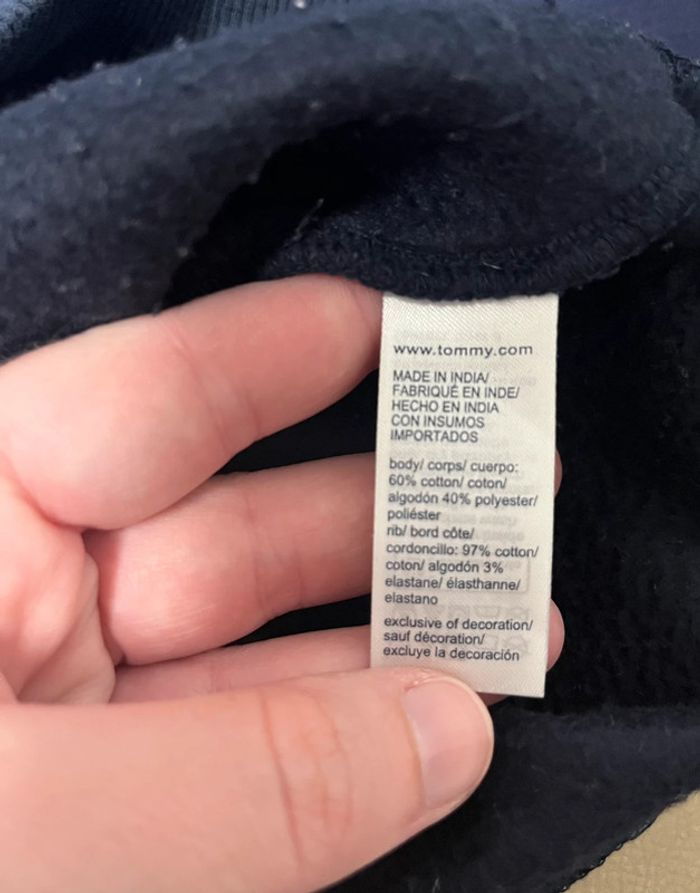 www.tommy.com
MADE IN INDIA/
FABRIQUÉ EN INDE/
HECHO EN INDIA
CON INSUMOS
IMPORTADOS
body/ corps/ cuerpo:
60% cotton/ coton/
algodón 40% polyester/
poliéster
rib/ bord côte/
cordoncillo: 97% cotton/
coton/ algodón 3%
elastane/ élasthanne/
elastano
exclusive of decoration/
sauf décoration/
excluye la decoración